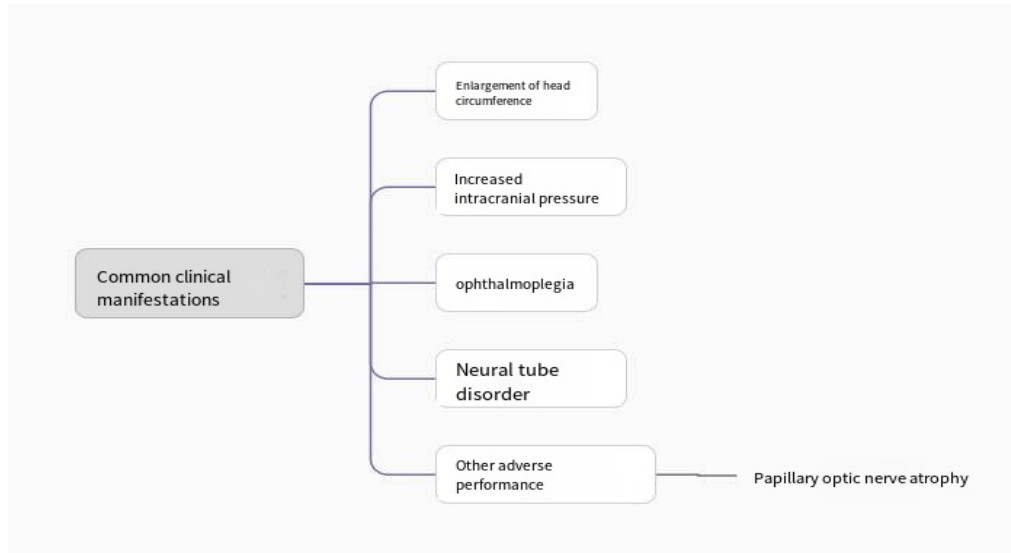 Enlargement of head
circumference
Increased
intracranial pressure
Common clinical
manifestations
ophthalmoplegia
Neural tube
disorder
Other adverse
performance
Papillary optic nerve atrophy